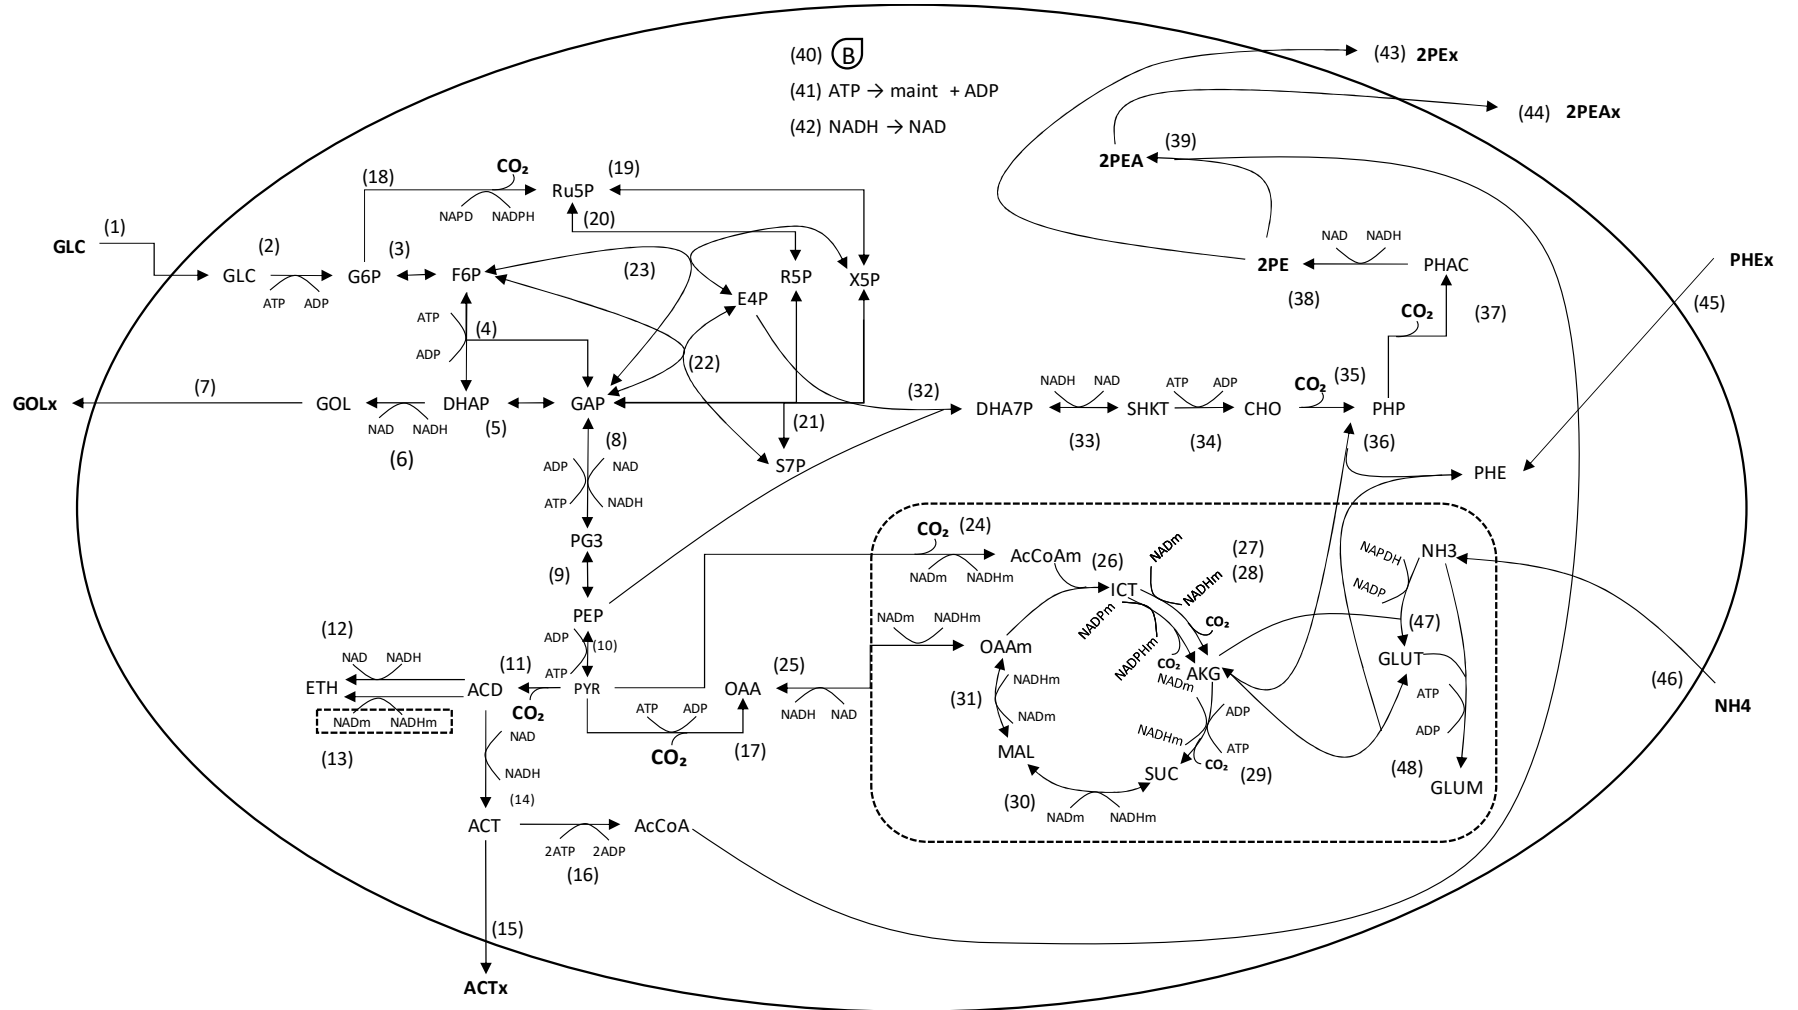 (40) B
(41) ATP → maint + ADP
(42) NADH → NAD
(43) 2PEx
(44) 2PEAx
(39)
2PEA
CO₂
(18)
(19)
Ru5P
NAPD NADPH
(20)
(1)
GLC
(2)
(3)
GLC
G6P
F6P
ATP ADP
(23)
E4P
R5P
X5P
NAD NADH
2PE
PHAC
(38)
CO₂
(37)
PHEx
(45)
ATP
ADP
(4)
(22)
(7)
GOLx
GOL
DHAP
GAP
NAD NADH
(5)
(6)
(8)
(21)
S7P
(32)
DHA7P
NADH NAD
SHKT
ATP ADP
CHO
CO₂
(35)
PHP
(33)
(34)
(36)
PHE
ADP NAD
ATP NADH
PG3
(9)
PEP
ADP
(10)
ATP
PYR
CO₂
(24)
NADm NADHm
AcCoAm
(26)
ICT
NADm
NADHm
(27)
(28)
CO₂
NADPm
NADPHm
CO₂
NAPDH
NADP
NH3
(47)
GLUT
(46)
NH4
NADm NADHm
OAAm
AKG
(12)
NAD NADH
ETH
(11)
ACD
CO₂
NADm NADHm
(13)
ATP ADP
CO₂
(17)
OAA
(25)
NADH NAD
(31)
NADHm
NADm
MAL
NADm
ADP
NADHm
ATP
CO₂
(29)
SUC
(30)
NADm NADHm
ATP
ADP
(48)
GLUM
NAD
NADH
(14)
ACT
2ATP 2ADP
(16)
AcCoA
(15)
ACTx